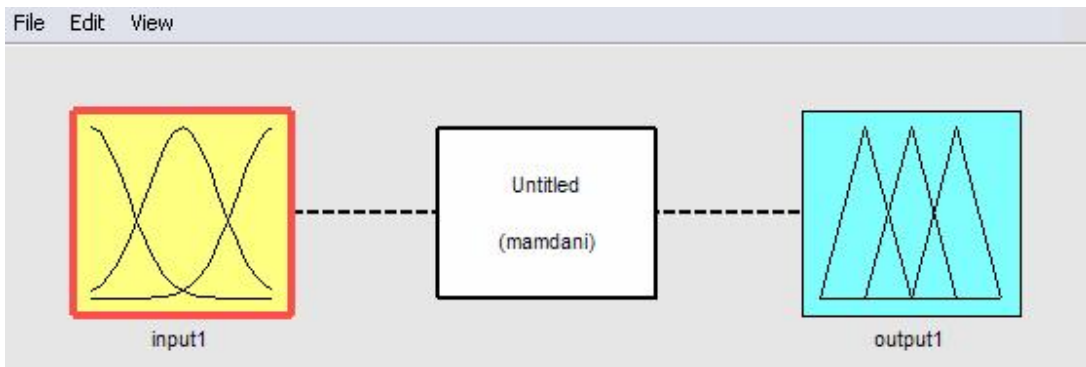 File Edit View
Untitled
(mamdani)
input1
output1